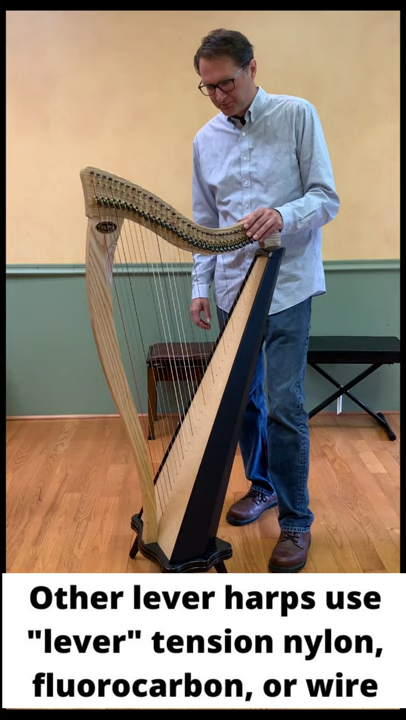 Other lever harps use
"lever" tension nylon,
fluorocarbon, or wire